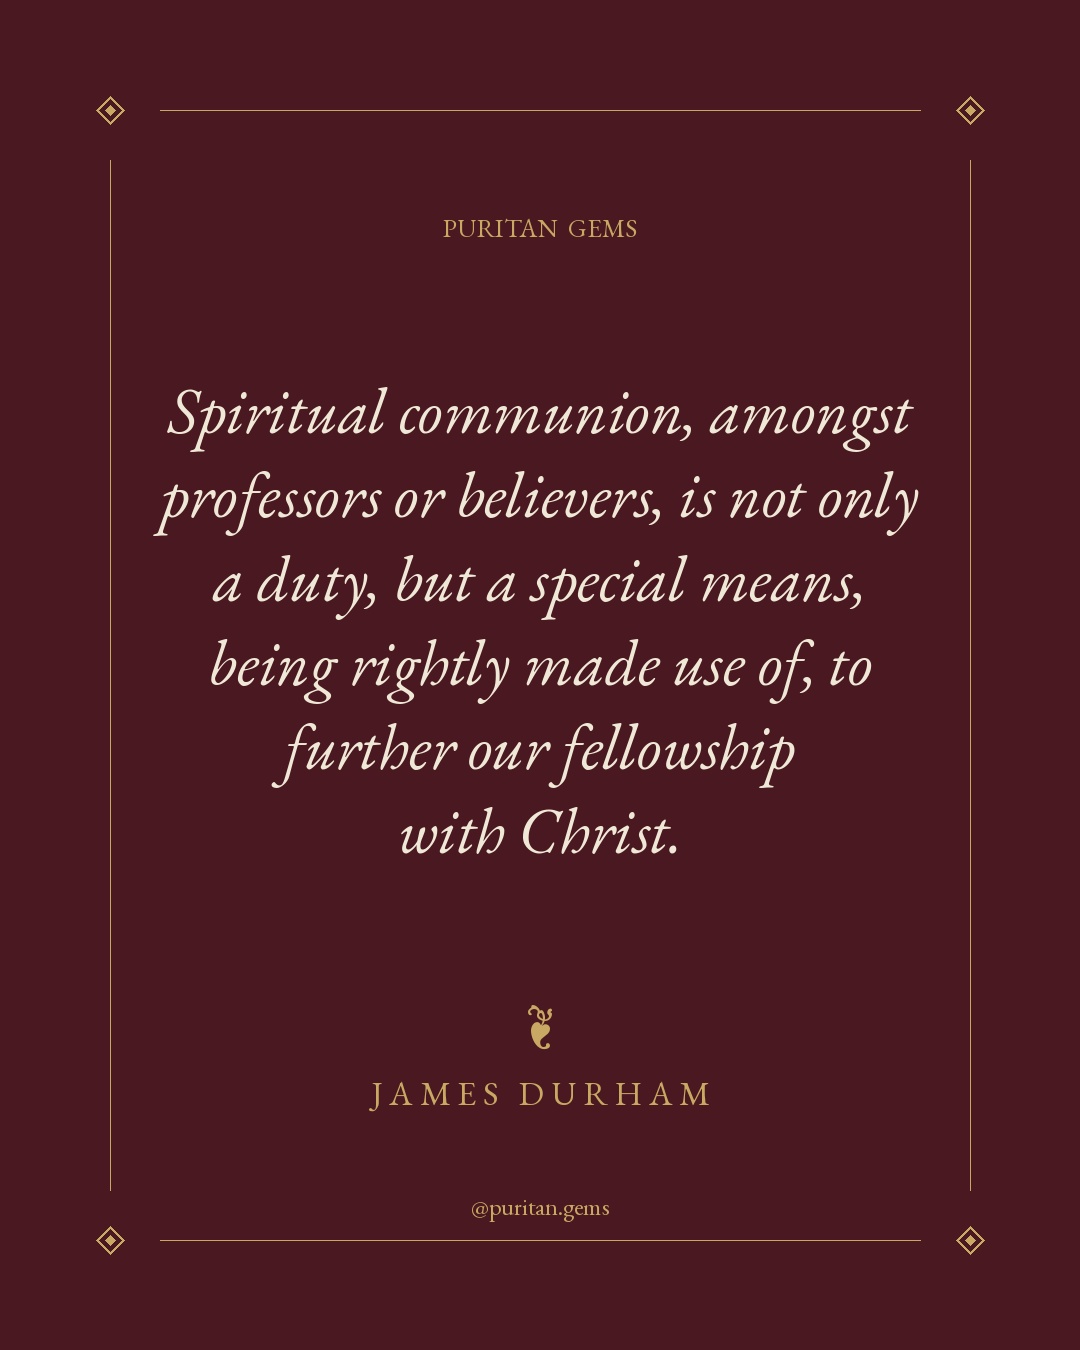 PURITAN GEMS
Spiritual communion, amongst
professors or believers, is not only
a duty, but a special means,
being rightly made use of, to
further our fellowship
with Christ.
JAMES DURHAM
@puritan.gems